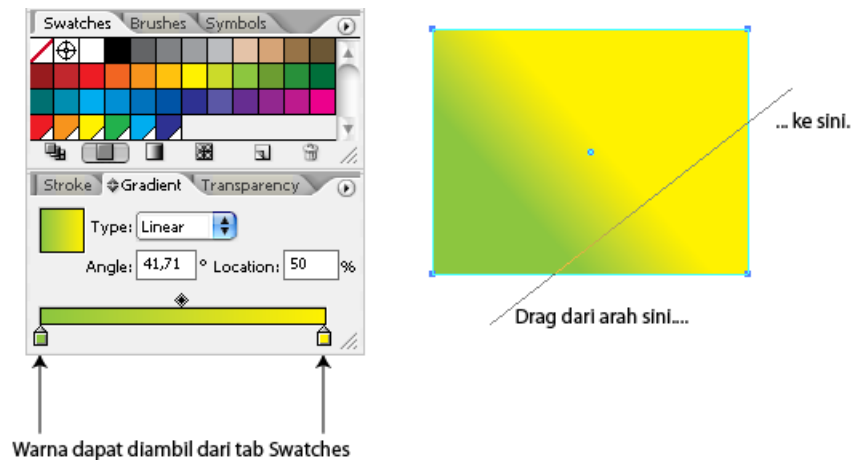 Swatches Brushes Symbols
Stroke Gradient Transparency
Type: Linear
Angle: 41,71 ° Location: 50 %
Warna dapat diambil dari tab Swatches
... ke sini.
Drag dari arah sini....